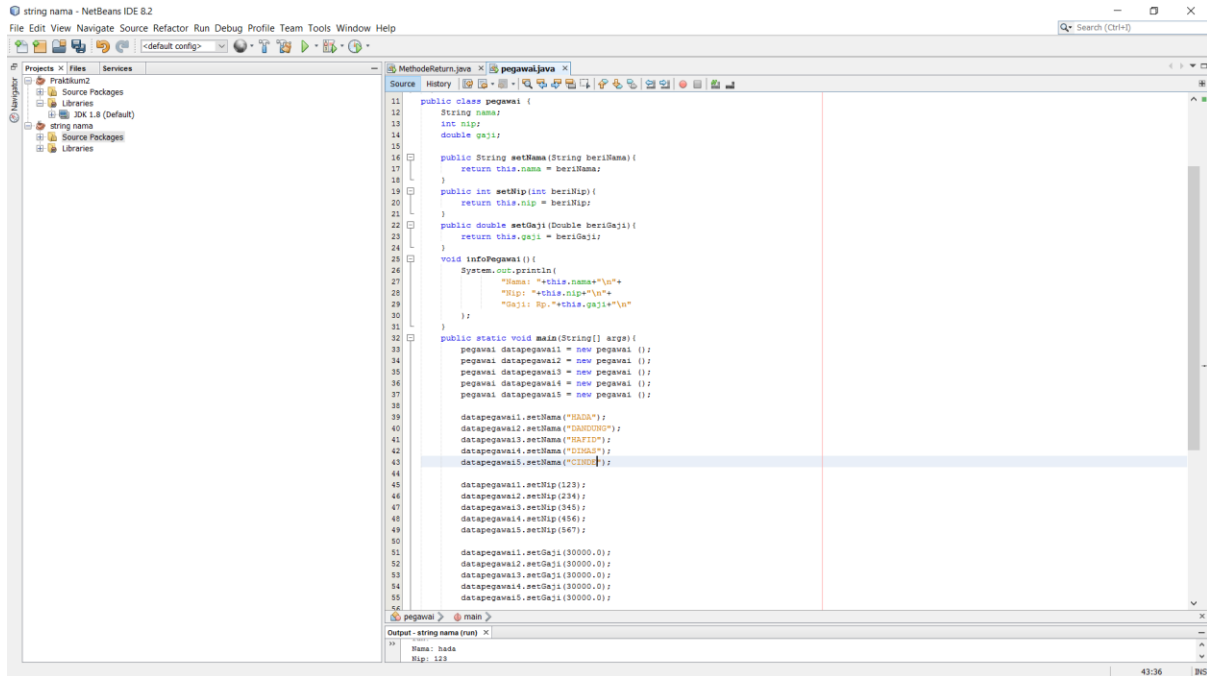 string nama - NetBeans IDE 8.2
File Edit View Navigate Source Refactor Run Debug Profile Team Tools Window Help
Search (Ctrl+I)
<default config>
Projects × Files Services
MethodeReturn.java × pegawai.java ×
Source History
Navigator
Praktikum2
Source Packages
Libraries
JDK 1.8 (Default)
string nama
Source Packages
Libraries
11 public class pegawai {
12 String nama;
13 int nip;
14 double gaji;
15
16 public String setNama(String beriNama){
17 return this.nama = beriNama;
18 }
19 public int setNip(int beriNip){
20 return this.nip = beriNip;
21 }
22 public double setGaji(Double beriGaji){
23 return this.gaji = beriGaji;
24 }
25 void infoPegawai(){
26 System.out.println(
27 "Nama: "+this.nama+"\n"+
28 "Nip: "+this.nip+"\n"+
29 "Gaji: Rp."+this.gaji+"\n"
30 );
31 }
32 public static void main(String[] args){
33 pegawai datapegawai1 = new pegawai ();
34 pegawai datapegawai2 = new pegawai ();
35 pegawai datapegawai3 = new pegawai ();
36 pegawai datapegawai4 = new pegawai ();
37 pegawai datapegawai5 = new pegawai ();
38
39 datapegawai1.setNama("HADA");
40 datapegawai2.setNama("DANDUNG");
41 datapegawai3.setNama("HAFID");
42 datapegawai4.setNama("DIMAS");
43 datapegawai5.setNama("CINDE");
44
45 datapegawai1.setNip(123);
46 datapegawai2.setNip(234);
47 datapegawai3.setNip(345);
48 datapegawai4.setNip(456);
49 datapegawai5.setNip(567);
50
51 datapegawai1.setGaji(30000.0);
52 datapegawai2.setGaji(30000.0);
53 datapegawai3.setGaji(30000.0);
54 datapegawai4.setGaji(30000.0);
55 datapegawai5.setGaji(30000.0);
56
pegawai main
Output - string nama (run) ×
Nama: hada
Nip: 123
43:36 INS